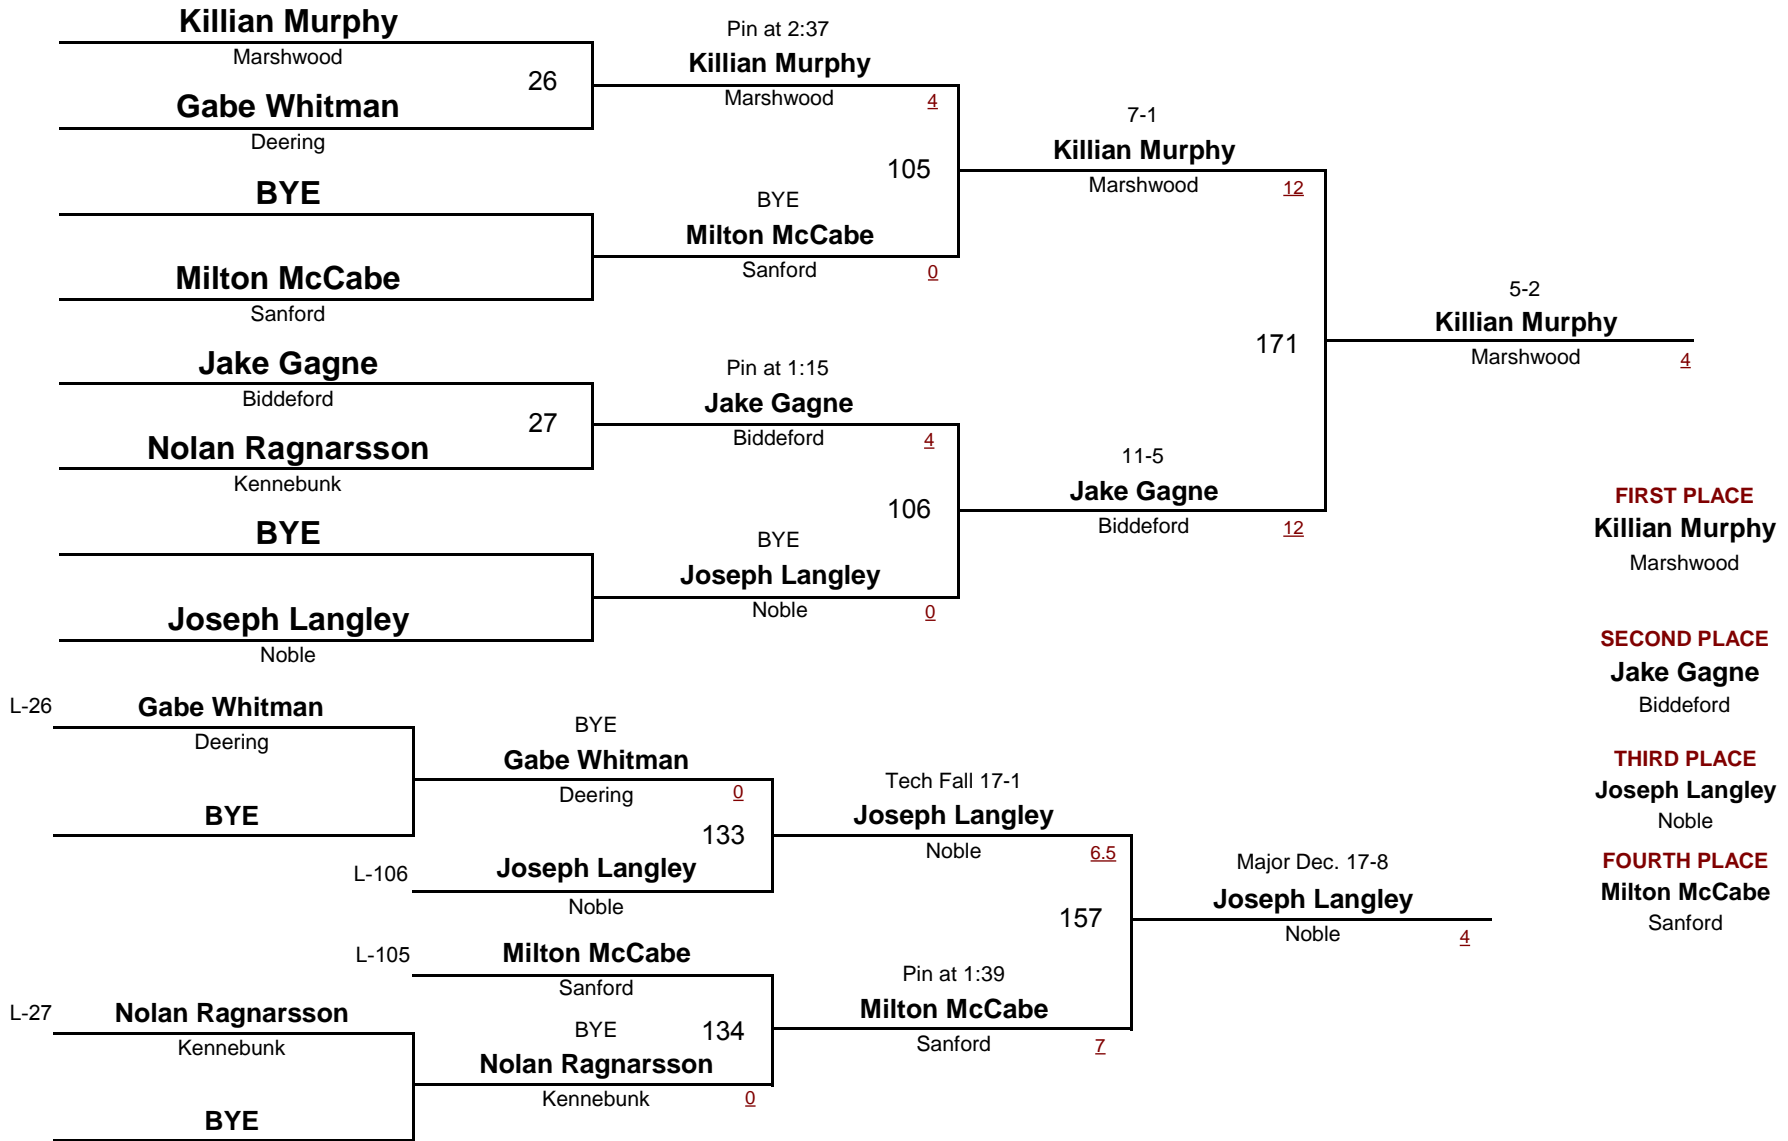 Killian Murphy
Marshwood
26
Gabe Whitman
Deering
BYE
Milton McCabe
Sanford
Jake Gagne
Biddeford
27
Nolan Ragnarsson
Kennebunk
BYE
Joseph Langley
Noble
Pin at 2:37
Killian Murphy
Marshwood 4
105
BYE
Milton McCabe
Sanford 0
Pin at 1:15
Jake Gagne
Biddeford 4
106
BYE
Joseph Langley
Noble 0
7-1
Killian Murphy
Marshwood 12
171
11-5
Jake Gagne
Biddeford 12
5-2
Killian Murphy
Marshwood 4
FIRST PLACE
Killian Murphy
Marshwood
SECOND PLACE
Jake Gagne
Biddeford
THIRD PLACE
Joseph Langley
Noble
FOURTH PLACE
Milton McCabe
Sanford
L-26 Gabe Whitman
Deering
BYE
L-27 Nolan Ragnarsson
Kennebunk
BYE
BYE
Gabe Whitman
Deering 0
133
L-106 Joseph Langley
Noble
L-105 Milton McCabe
Sanford
BYE 134
Nolan Ragnarsson
Kennebunk 0
Tech Fall 17-1
Joseph Langley
Noble 6.5
157
Pin at 1:39
Milton McCabe
Sanford 7
Major Dec. 17-8
Joseph Langley
Noble 4